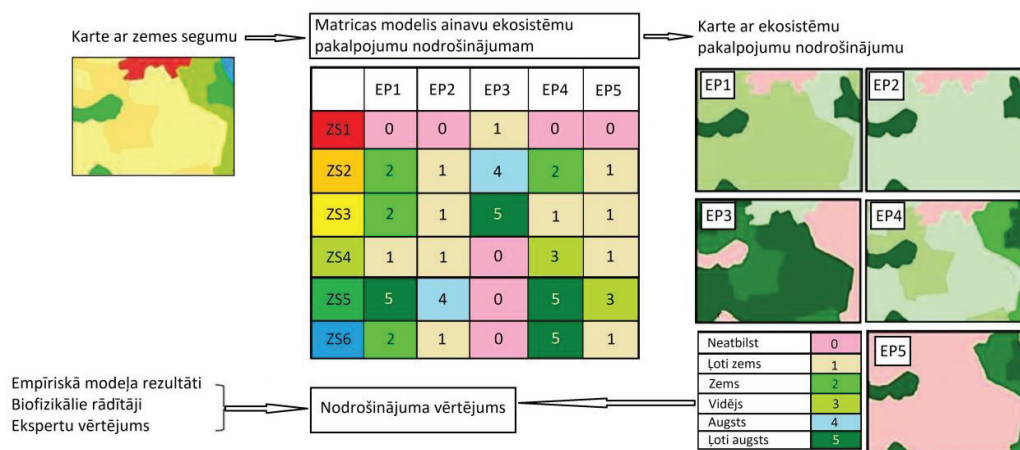 Karte ar zemes segumu
Matricas modelis ainavu ekosistēmu
pakalpojumu nodrošinājumam
Karte ar ekosistēmu
pakalpojumu nodrošinājumu
EP1 EP2 EP3 EP4 EP5
ZS1 0 0 1 0 0
ZS2 2 1 4 2 1
ZS3 2 1 5 1 1
ZS4 1 1 0 3 1
ZS5 5 4 0 5 3
ZS6 2 1 0 5 1
EP1
EP2
EP3
EP4
EP5
Neatbilst 0
Ļoti zems 1
Zems 2
Vidējs 3
Augsts 4
Ļoti augsts 5
Empīriskā modeļa rezultāti
Biofizikālie rādītāji
Ekspertu vērtējums
Nodrošinājuma vērtējums